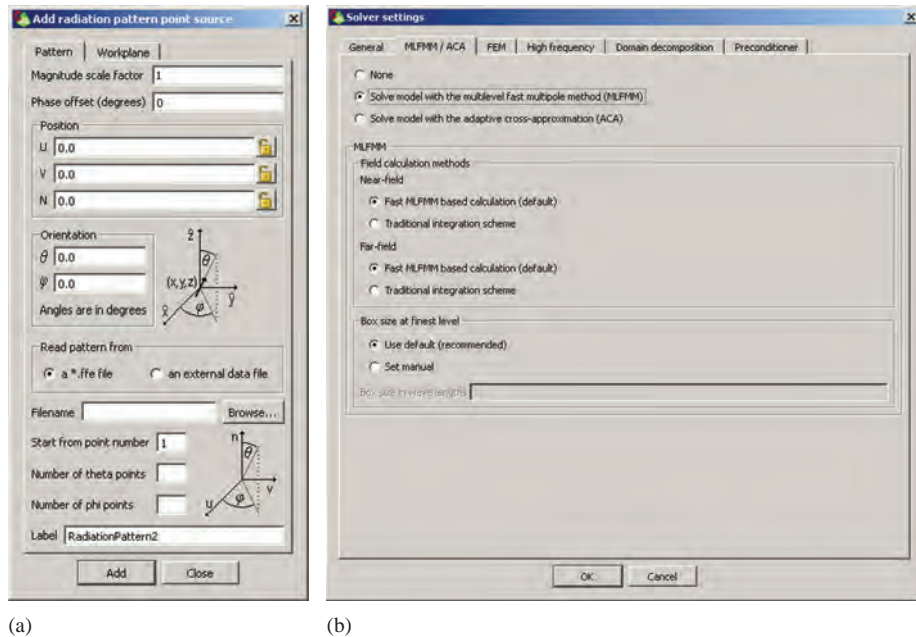 Add radiation pattern point source
Pattern Workplane
Magnitude scale factor 1
Phase offset (degrees) 0
Position
U 0.0
V 0.0
N 0.0
Orientation
θ 0.0
φ 0.0
Angles are in degrees
ẑ
θ
(x,y,z)
ŷ
x̂
φ
Read pattern from
a *.ffe file an external data file
Filename Browse...
Start from point number 1
Number of theta points
Number of phi points
n
θ
v
u
φ
Label RadiationPattern2
Add Close
(a)
Solver settings
General MLFMM / ACA FEM High frequency Domain decomposition Preconditioner
None
Solve model with the multilevel fast multipole method (MLFMM)
Solve model with the adaptive cross-approximation (ACA)
MLFMM
Field calculation methods
Near-field
Fast MLFMM based calculation (default)
Traditional integration scheme
Far-field
Fast MLFMM based calculation (default)
Traditional integration scheme
Box size at finest level
Use default (recommended)
Set manual
Box size in wave lengths
OK Cancel
(b)